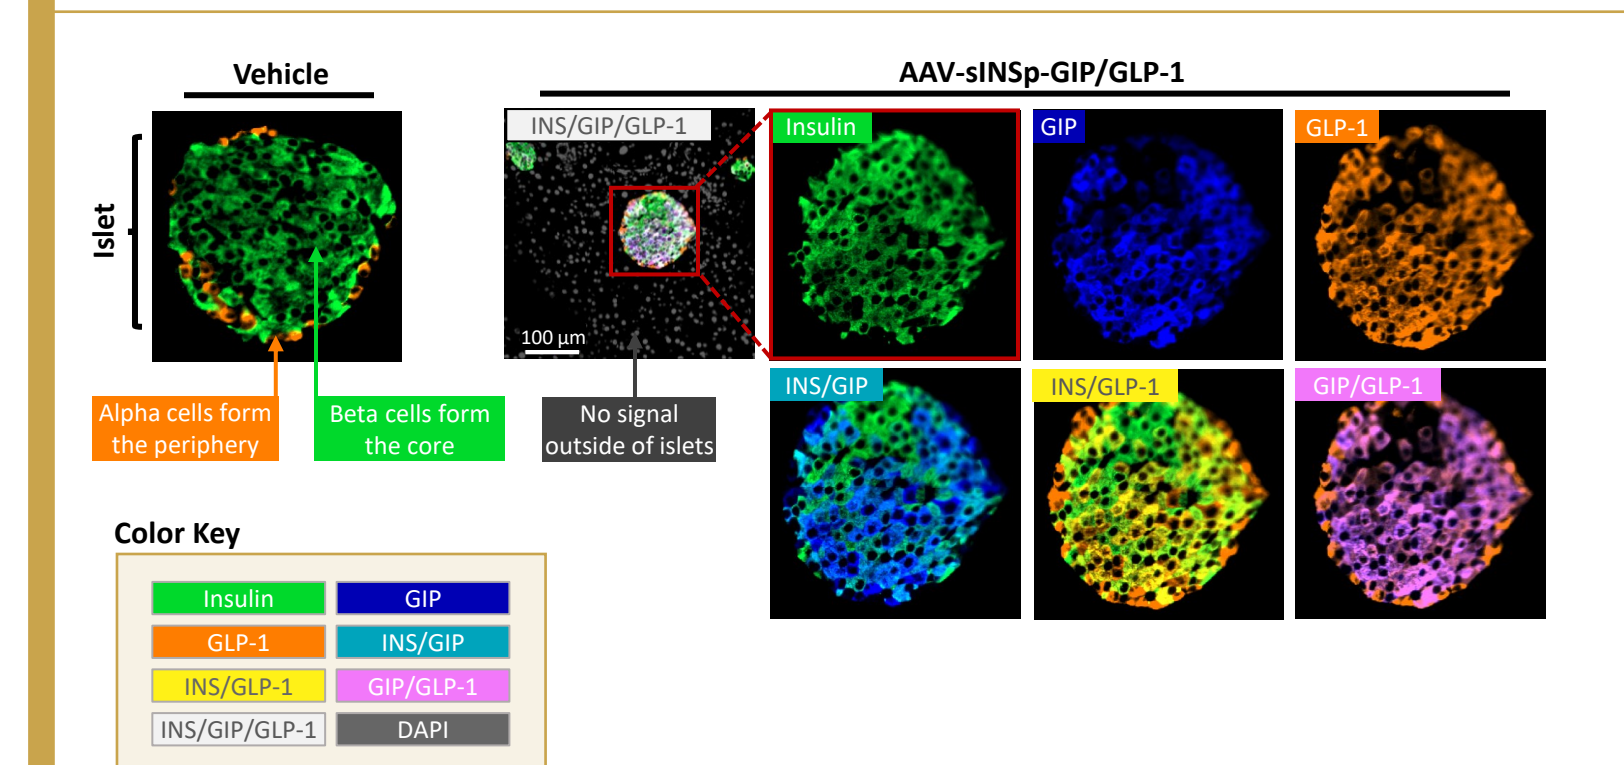 Vehicle
AAV-sINSp-GIP/GLP-1
Islet
INS/GIP/GLP-1
Insulin
GIP
GLP-1
100 µm
INS/GIP
INS/GLP-1
GIP/GLP-1
Alpha cells form
the periphery
Beta cells form
the core
No signal
outside of islets
Color Key
Insulin
GIP
GLP-1
INS/GIP
INS/GLP-1
GIP/GLP-1
INS/GIP/GLP-1
DAPI